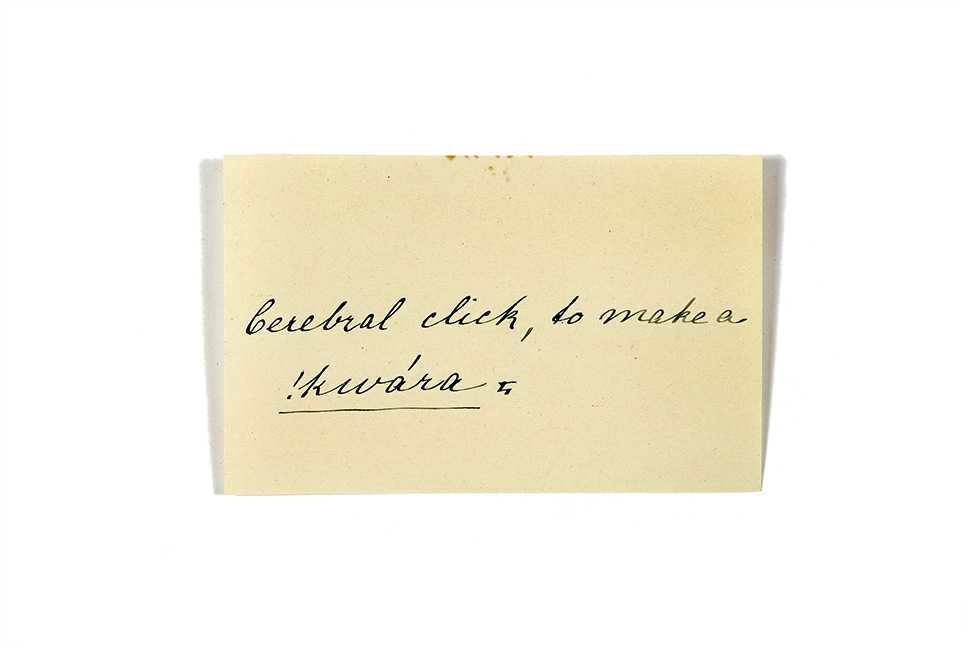 Cerebral click, to make a
!kwára